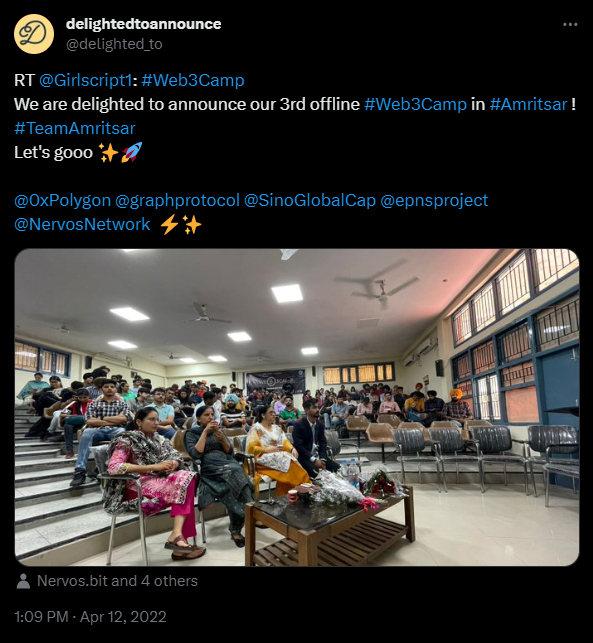 delightedtoannounce
@delighted_to
RT @Girlscript1: #Web3Camp
We are delighted to announce our 3rd offline #Web3Camp in #Amritsar !
#TeamAmritsar
Let's gooo ✨🚀
@0xPolygon @graphprotocol @SinoGlobalCap @epnsproject
@NervosNetwork ⚡✨
Nervos.bit and 4 others
1:09 PM · Apr 12, 2022